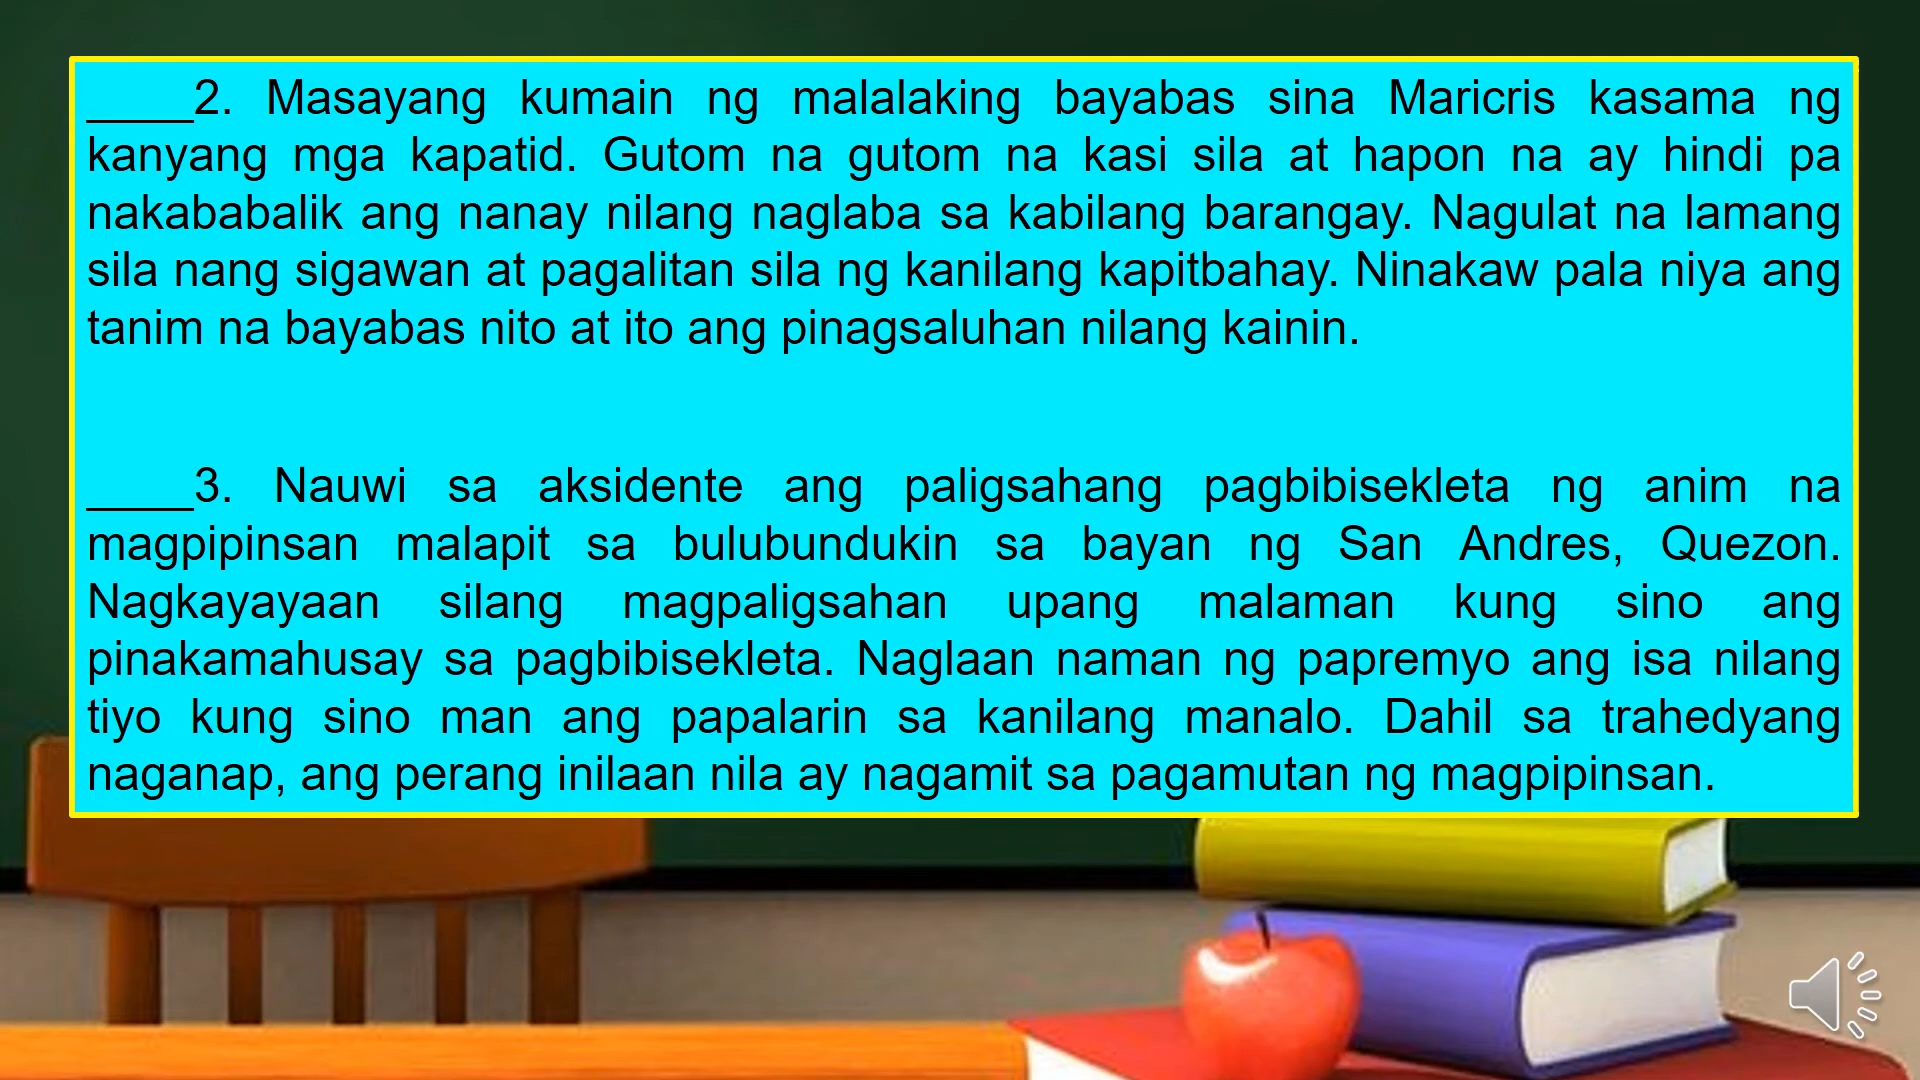 ____2. Masayang kumain ng malalaking bayabas sina Maricris kasama ng
kanyang mga kapatid. Gutom na gutom na kasi sila at hapon na ay hindi pa
nakababalik ang nanay nilang naglaba sa kabilang barangay. Nagulat na lamang
sila nang sigawan at pagalitan sila ng kanilang kapitbahay. Ninakaw pala niya ang
tanim na bayabas nito at ito ang pinagsaluhan nilang kainin.
____3. Nauwi sa aksidente ang paligsahang pagbibisekleta ng anim na
magpipinsan malapit sa bulubundukin sa bayan ng San Andres, Quezon.
Nagkayayaan silang magpaligsahan upang malaman kung sino ang
pinakamahusay sa pagbibisekleta. Naglaan naman ng papremyo ang isa nilang
tiyo kung sino man ang papalarin sa kanilang manalo. Dahil sa trahedyang
naganap, ang perang inilaan nila ay nagamit sa pagamutan ng magpipinsan.